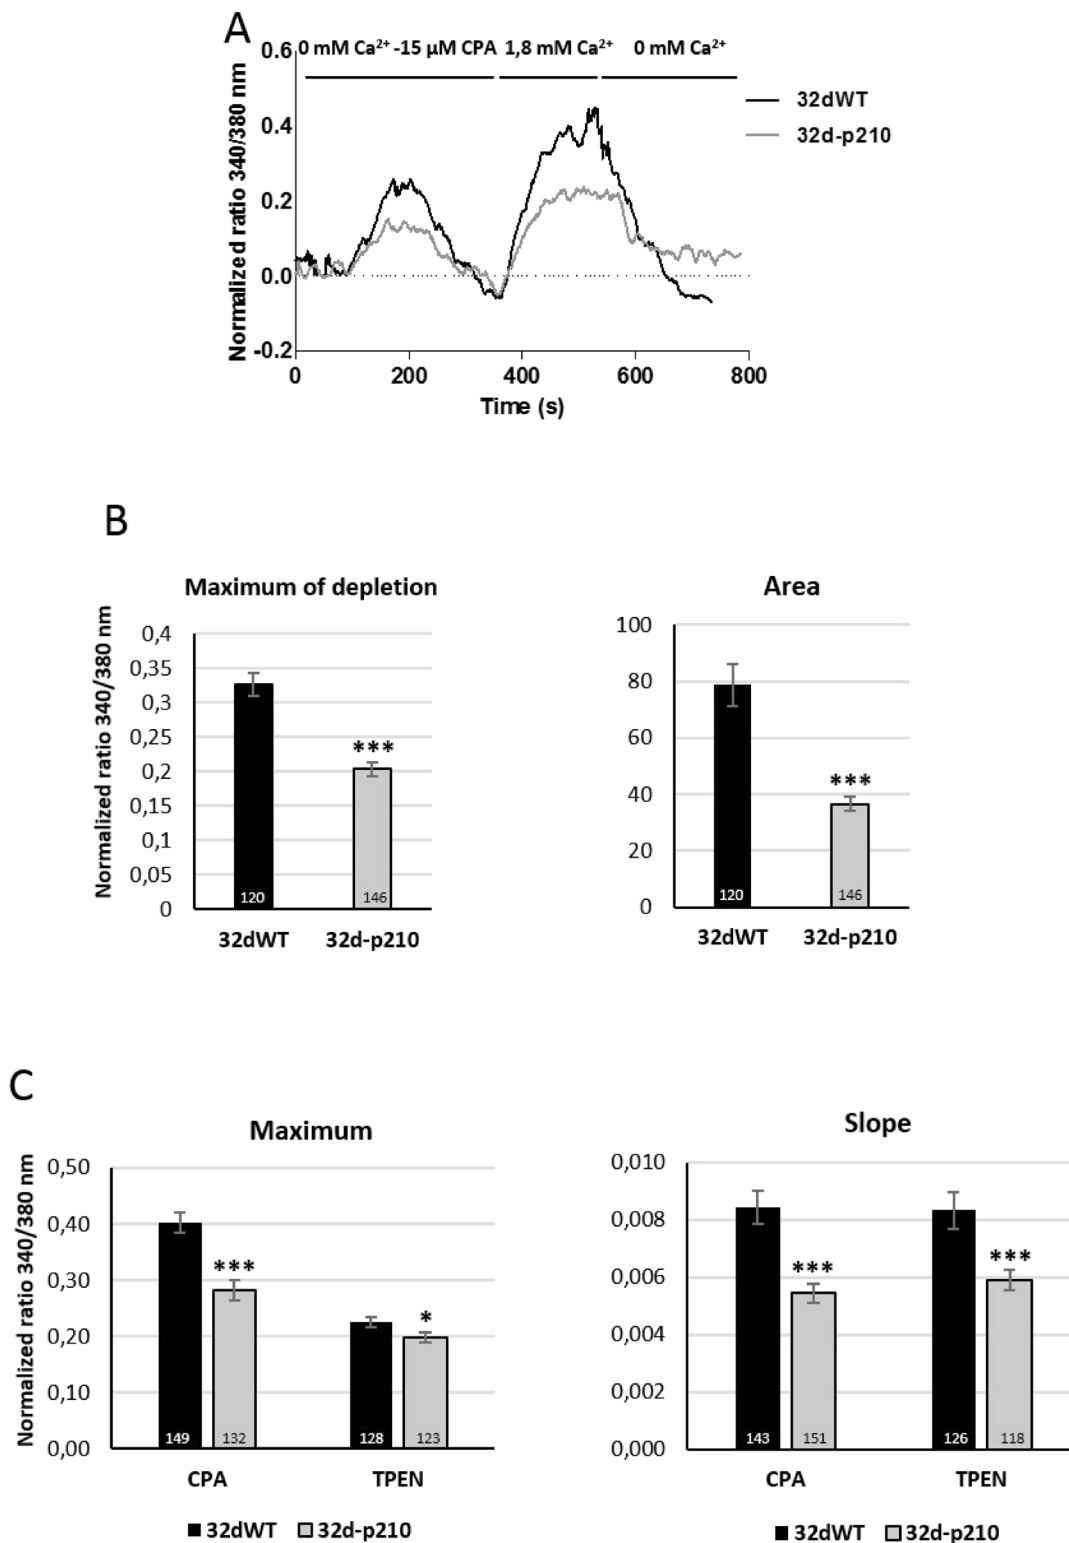 A
0 mM Ca²⁺ -15 µM CPA 1,8 mM Ca²⁺ 0 mM Ca²⁺
Normalized ratio 340/380 nm
0.6
0.4
0.2
0.0
-0.2
0 200 400 600 800
Time (s)
32dWT
32d-p210
B
Maximum of depletion
Normalized ratio 340/380 nm
0,4
0,35
0,3
0,25
0,2
0,15
0,1
0,05
0
***
120 146
32dWT 32d-p210
Area
100
80
60
40
20
0
***
120 146
32dWT 32d-p210
C
Maximum
Normalized ratio 340/380 nm
0,50
0,40
0,30
0,20
0,10
0,00
*** *
149 132 128 123
CPA TPEN
32dWT 32d-p210
Slope
0,010
0,008
0,006
0,004
0,002
0,000
*** ***
143 151 126 118
CPA TPEN
32dWT 32d-p210